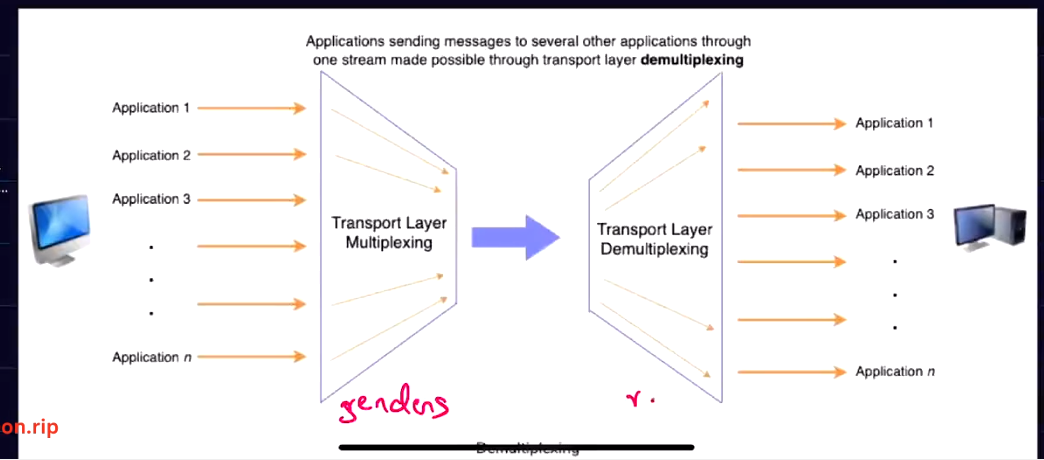 Applications sending messages to several other applications through
one stream made possible through transport layer demultiplexing
Application 1
Application 2
Application 3
.
.
.
Application n
Transport Layer
Multiplexing
Transport Layer
Demultiplexing
Application 1
Application 2
Application 3
.
.
.
Application n
r.
on.rip
Demultiplexing